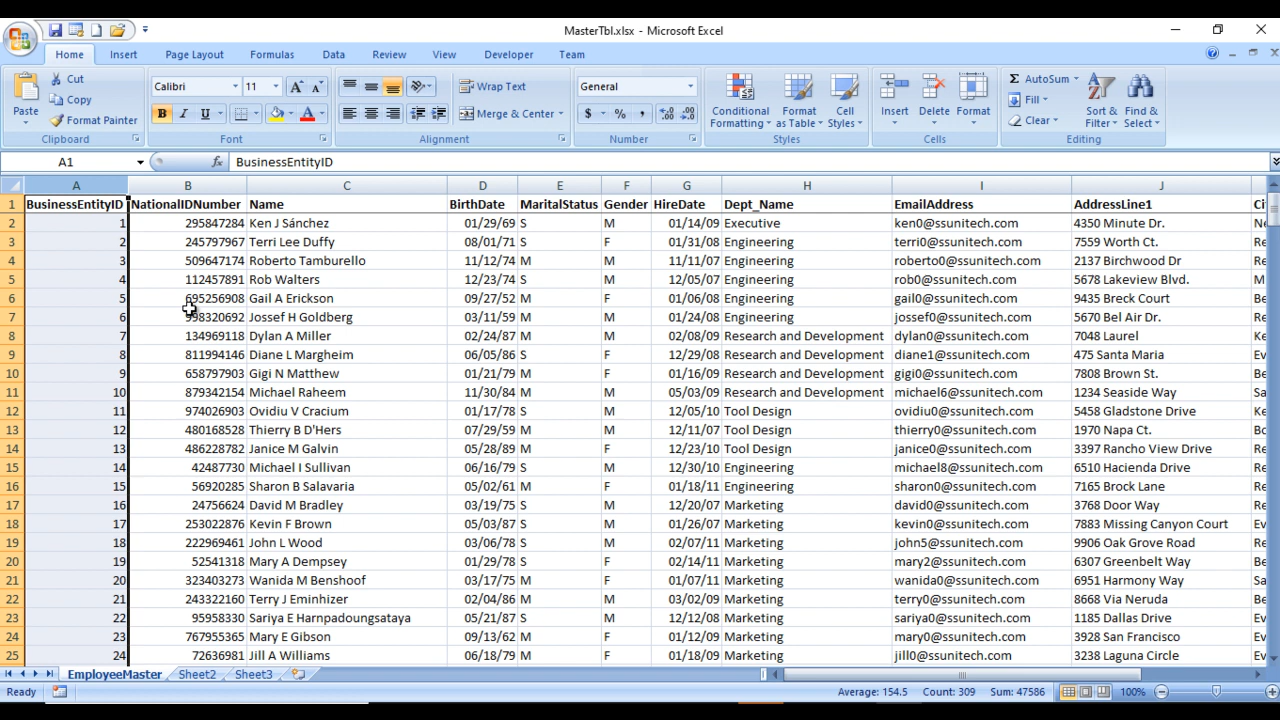 MasterTbl.xlsx - Microsoft Excel
Home Insert Page Layout Formulas Data Review View Developer Team
Paste Cut Calibri 11 Wrap Text General Conditional Formatting Format as Table Cell Styles Insert Delete Format AutoSum Sort & Filter Find & Select
Copy Fill
Format Painter B I U A Merge & Center $ % , Clear
Clipboard Font Alignment Number Styles Cells Editing
A1 fx BusinessEntityID
A B C D E F G H I J
1 BusinessEntityID NationalIDNumber Name BirthDate MaritalStatus Gender HireDate Dept_Name EmailAddress AddressLine1 Ci
2 1 295847284 Ken J Sánchez 01/29/69 S M 01/14/09 Executive ken0@ssunitech.com 4350 Minute Dr. Ne
3 2 245797967 Terri Lee Duffy 08/01/71 S F 01/31/08 Engineering terri0@ssunitech.com 7559 Worth Ct. Re
4 3 509647174 Roberto Tamburello 11/12/74 M M 11/11/07 Engineering roberto0@ssunitech.com 2137 Birchwood Dr Re
5 4 112457891 Rob Walters 12/23/74 S M 12/05/07 Engineering rob0@ssunitech.com 5678 Lakeview Blvd. M
6 5 695256908 Gail A Erickson 09/27/52 M F 01/06/08 Engineering gail0@ssunitech.com 9435 Breck Court Be
7 6 998320692 Jossef H Goldberg 03/11/59 M M 01/24/08 Engineering jossef0@ssunitech.com 5670 Bel Air Dr. Re
8 7 134969118 Dylan A Miller 02/24/87 M M 02/08/09 Research and Development dylan0@ssunitech.com 7048 Laurel Ke
9 8 811994146 Diane L Margheim 06/05/86 S F 12/29/08 Research and Development diane1@ssunitech.com 475 Santa Maria Ev
10 9 658797903 Gigi N Matthew 01/21/79 M F 01/16/09 Research and Development gigi0@ssunitech.com 7808 Brown St. Be
11 10 879342154 Michael Raheem 11/30/84 M M 05/03/09 Research and Development michael6@ssunitech.com 1234 Seaside Way Sa
12 11 974026903 Ovidiu V Cracium 01/17/78 S M 12/05/10 Tool Design ovidiu0@ssunitech.com 5458 Gladstone Drive Ke
13 12 480168528 Thierry B D'Hers 07/29/59 M M 12/11/07 Tool Design thierry0@ssunitech.com 1970 Napa Ct. Bo
14 13 486228782 Janice M Galvin 05/28/89 M F 12/23/10 Tool Design janice0@ssunitech.com 3397 Rancho View Drive Re
15 14 42487730 Michael I Sullivan 06/16/79 S M 12/30/10 Engineering michael8@ssunitech.com 6510 Hacienda Drive Re
16 15 56920285 Sharon B Salavaria 05/02/61 M F 01/18/11 Engineering sharon0@ssunitech.com 7165 Brock Lane Re
17 16 24756624 David M Bradley 03/19/75 S M 12/20/07 Marketing david0@ssunitech.com 3768 Door Way Re
18 17 253022876 Kevin F Brown 05/03/87 S M 01/26/07 Marketing kevin0@ssunitech.com 7883 Missing Canyon Court Ev
19 18 222969461 John L Wood 03/06/78 S M 02/07/11 Marketing john5@ssunitech.com 9906 Oak Grove Road Re
20 19 52541318 Mary A Dempsey 01/29/78 S F 02/14/11 Marketing mary2@ssunitech.com 6307 Greenbelt Way Be
21 20 323403273 Wanida M Benshoof 03/17/75 M F 01/07/11 Marketing wanida0@ssunitech.com 6951 Harmony Way Sa
22 21 243322160 Terry J Eminhizer 02/04/86 M M 03/02/09 Marketing terry0@ssunitech.com 8668 Via Neruda Be
23 22 95958330 Sariya E Harnpadoungsataya 05/21/87 S M 12/12/08 Marketing sariya0@ssunitech.com 1185 Dallas Drive Ev
24 23 767955365 Mary E Gibson 09/13/62 M F 01/12/09 Marketing mary0@ssunitech.com 3928 San Francisco Ev
25 24 72636981 Jill A Williams 06/18/79 M F 01/18/09 Marketing jill0@ssunitech.com 3238 Laguna Circle Ev
EmployeeMaster Sheet2 Sheet3
Ready Average: 154.5 Count: 309 Sum: 47586 100%